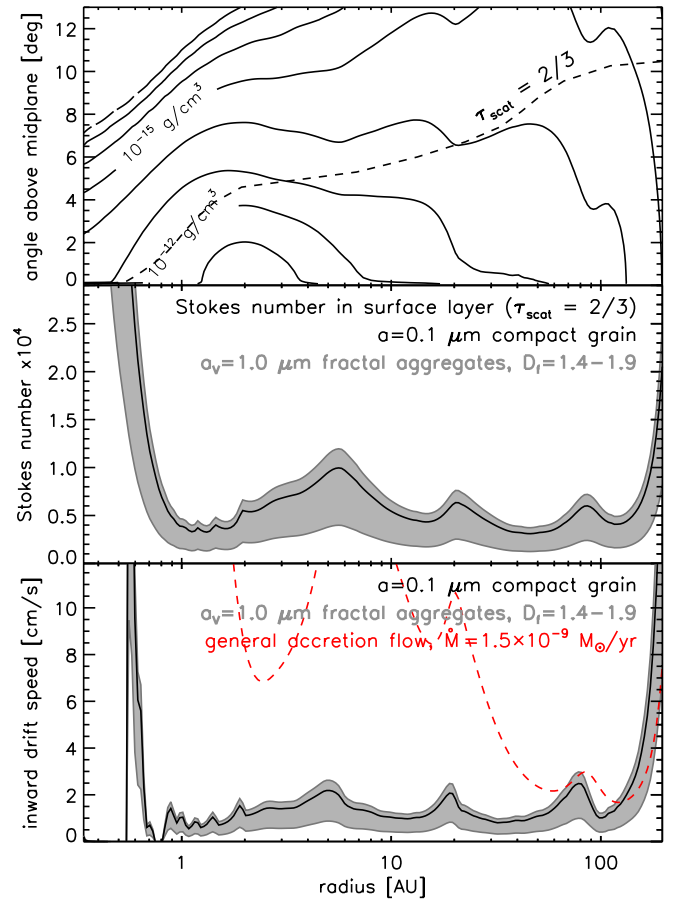 12
10
8
6
4
2
0
angle above midplane [deg]
10⁻¹⁵ g/cm³
10⁻¹² g/cm³
τscat = 2/3
2.5
2.0
1.5
1.0
0.5
0.0
Stokes number x10⁴
Stokes number in surface layer (τscat = 2/3)
a=0.1 μm compact grain
aᵥ=1.0 μm fractal aggregates, Df=1.4−1.9
10
8
6
4
2
0
inward drift speed [cm/s]
a=0.1 μm compact grain
aᵥ=1.0 μm fractal aggregates, Df=1.4−1.9
general accretion flow, Ṁ=1.5×10⁻⁹ M⊙/yr
1 10 100
radius [AU]